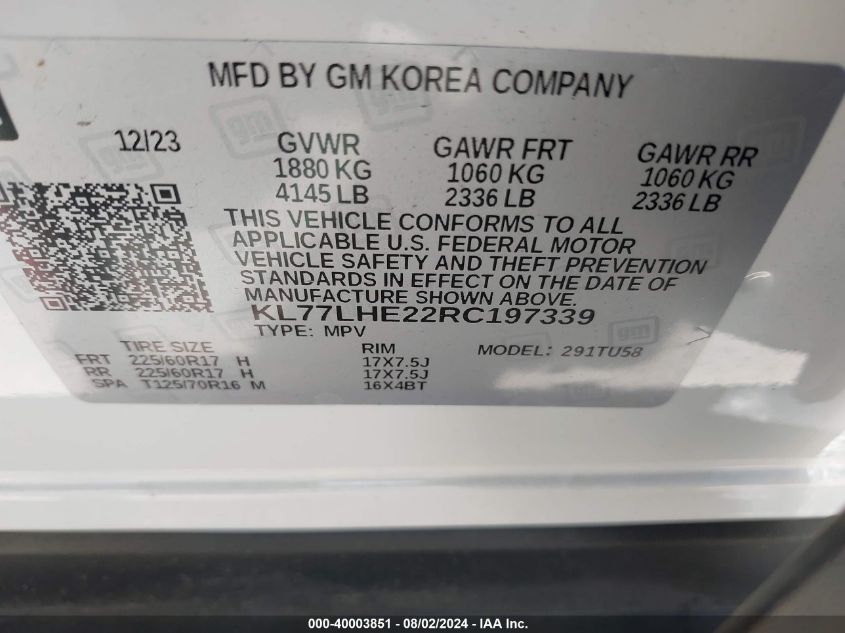 MFD BY GM KOREA COMPANY
12/23 GVWR GAWR FRT GAWR RR
1880 KG 1060 KG 1060 KG
4145 LB 2336 LB 2336 LB
THIS VEHICLE CONFORMS TO ALL
APPLICABLE U.S. FEDERAL MOTOR
VEHICLE SAFETY AND THEFT PREVENTION
STANDARDS IN EFFECT ON THE DATE OF
MANUFACTURE SHOWN ABOVE.
KL77LHE22RC197339
TYPE: MPV MODEL: 291TU58
TIRE SIZE RIM
FRT 225/60R17 H 17X7.5J
RR 225/60R17 H 17X7.5J
SPA T125/70R16 M 16X4BT
000-40003851 - 08/02/2024 - IAAI Inc.